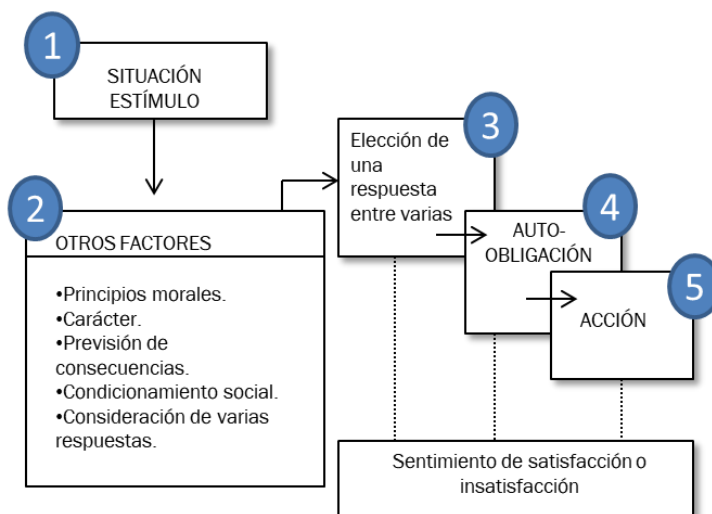 1
SITUACIÓN
ESTÍMULO
2
OTROS FACTORES
•Principios morales.
•Carácter.
•Previsión de
consecuencias.
•Condicionamiento social.
•Consideración de varias
respuestas.
3
Elección de
una
respuesta
entre varias
4
AUTO-
OBLIGACIÓN
5
ACCIÓN
Sentimiento de satisfacción o
insatisfacción